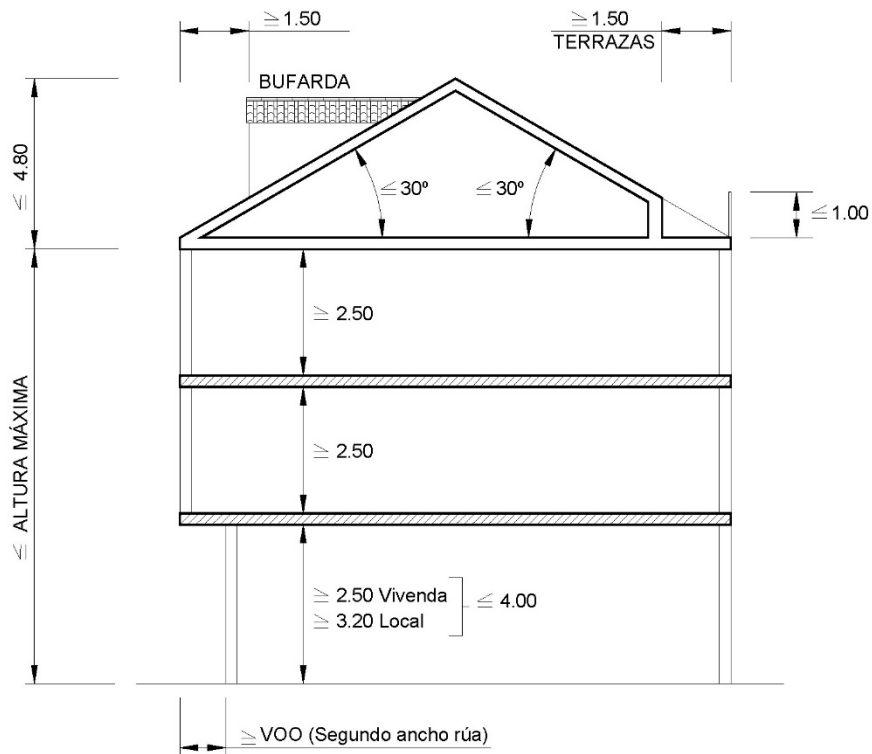 ≥ 1.50
≥ 1.50
TERRAZAS
BUFARDA
≤ 4.80
≤ 30º
≤ 30º
≤ 1.00
≥ 2.50
≤ ALTURA MÁXIMA
≥ 2.50
≥ 2.50 Vivenda
≥ 3.20 Local
≤ 4.00
≥ VOO (Segundo ancho rúa)